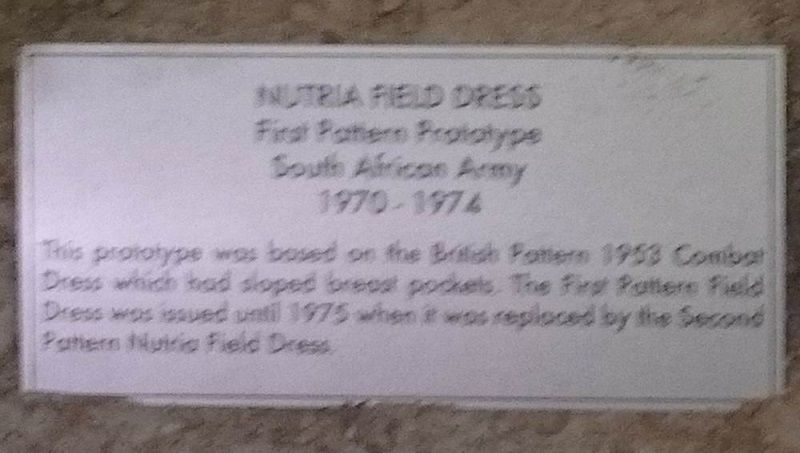 NUTRIA FIELD DRESS
First Pattern Prototype
South African Army
1970 - 1974
This prototype was based on the British Pattern 1953 Combat
Dress which had sloped breast pockets. The First Pattern Field
Dress was issued until 1975 when it was replaced by the Second
Pattern Nutria Field Dress.